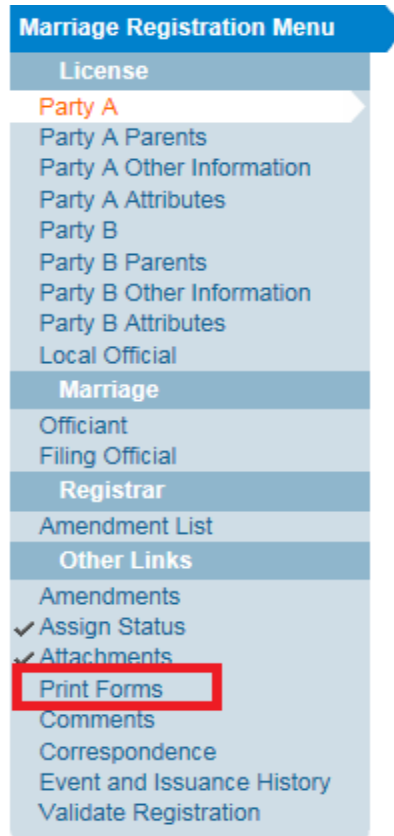 Marriage Registration Menu
License
Party A
Party A Parents
Party A Other Information
Party A Attributes
Party B
Party B Parents
Party B Other Information
Party B Attributes
Local Official
Marriage
Officiant
Filing Official
Registrar
Amendment List
Other Links
Amendments
Assign Status
Attachments
Print Forms
Comments
Correspondence
Event and Issuance History
Validate Registration